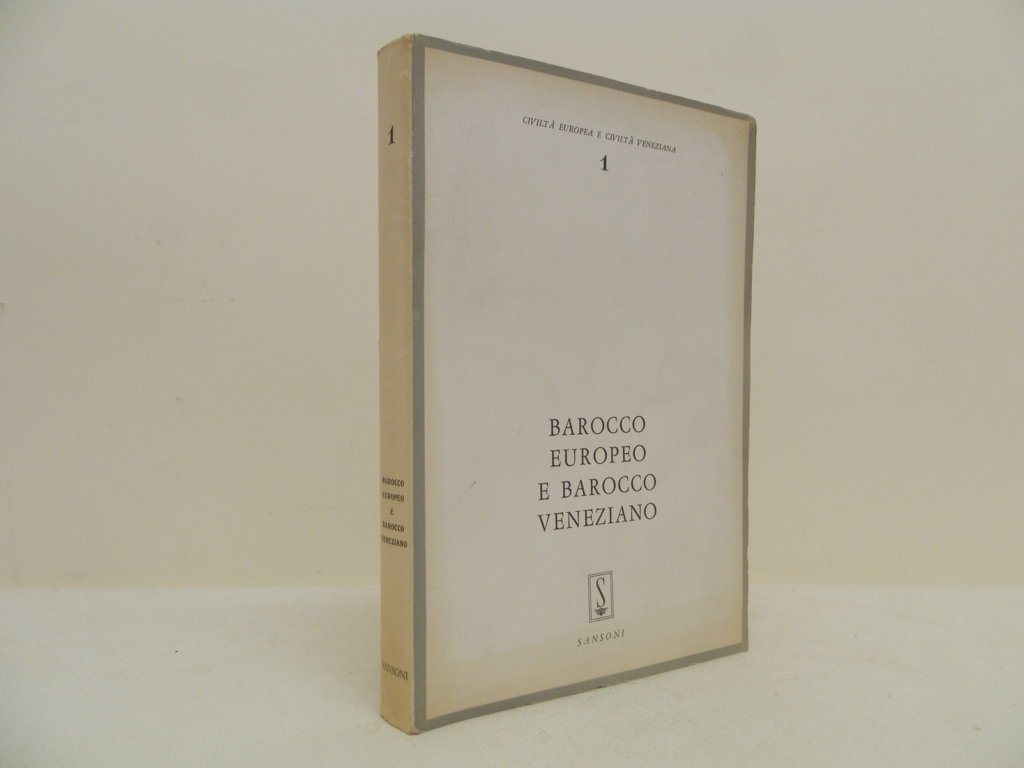 1
BAROCCO
EUROPEO
E
BAROCCO
VENEZIANO
SANSONI
CIVILTÀ EUROPEA E CIVILTÀ VENEZIANA
1
BAROCCO
EUROPEO
E BAROCCO
VENEZIANO
S
SANSONI